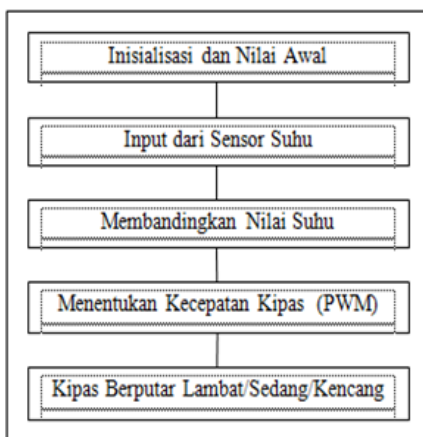 Inisialisasi dan Nilai Awal
Input dari Sensor Suhu
Membandingkan Nilai Suhu
Menentukan Kecepatan Kipas (PWM)
Kipas Berputar Lambat/Sedang/Kencang